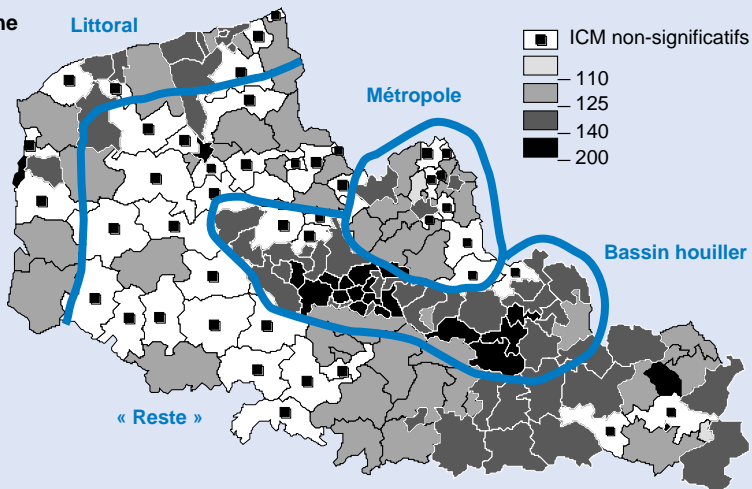 ne
Littoral
ICM non-significatifs
110
125
140
200
Métropole
Bassin houiller
« Reste »